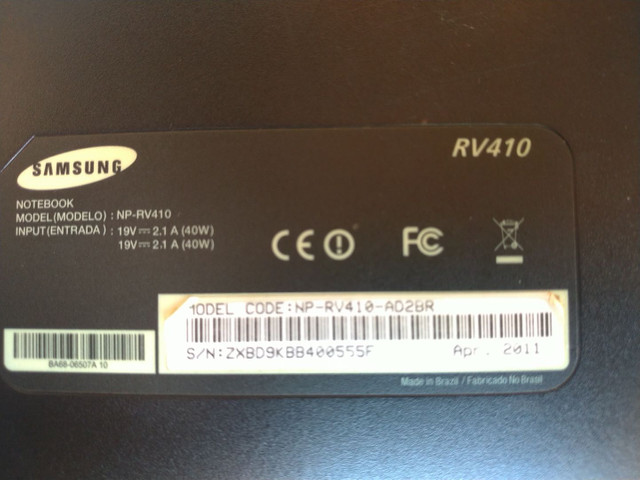 SAMSUNG
RV410
NOTEBOOK
MODEL(MODELO) : NP-RV410
INPUT(ENTRADA) : 19V⎓ 2.1 A (40W)
19V⎓ 2.1 A (40W)
CE FC
MODEL CODE:NP-RV410-AD2BR
S/N:ZXBD9KBB400555F Apr. 2011
BA68-06507A 10
Made in Brazil / Fabricado No Brasil